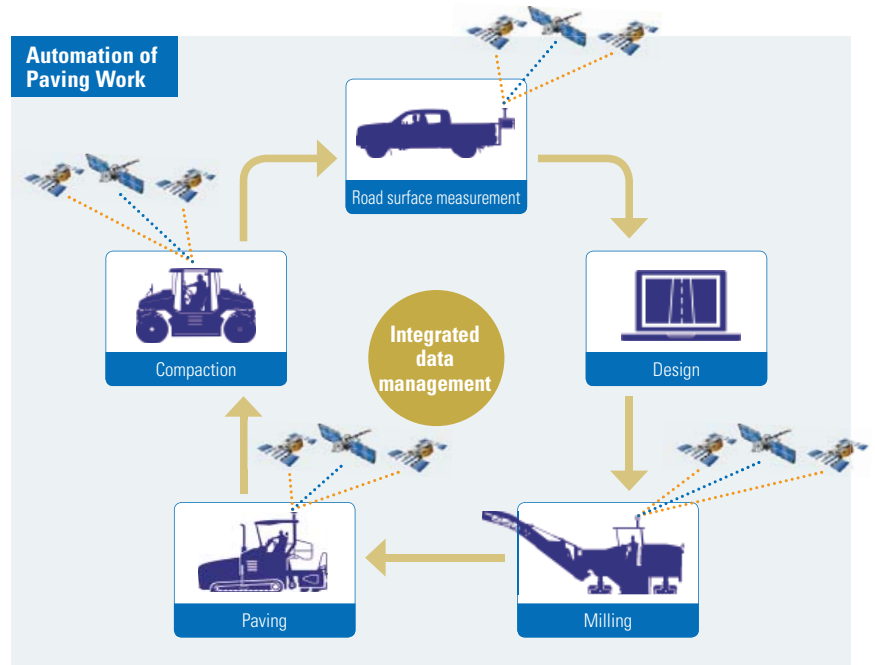 Automation of
Paving Work
Road surface measurement
Compaction
Integrated
data
management
Design
Paving
Milling